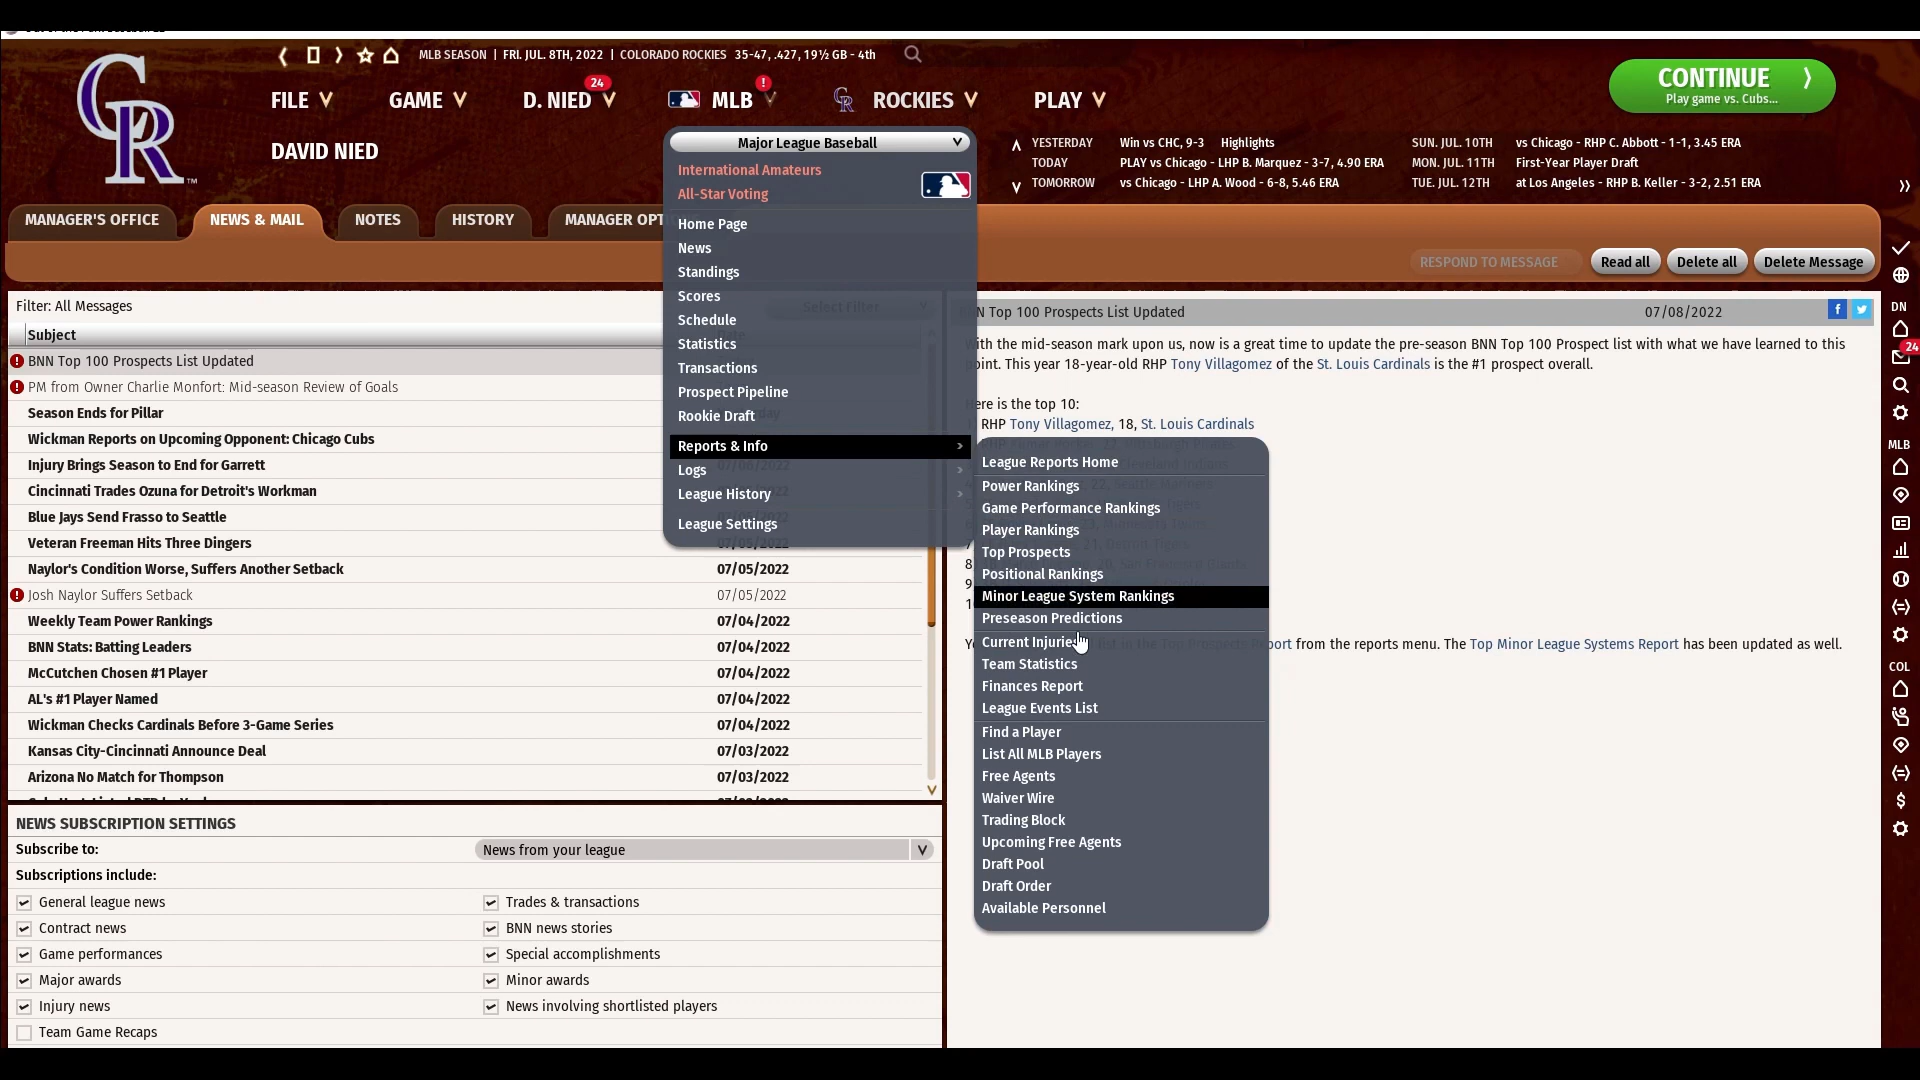 MLB SEASON | FRI. JUL. 8TH, 2022 | COLORADO ROCKIES 35-47, .427, 19½ GB - 4th
FILE GAME 24 D. NIED MLB ! ROCKIES PLAY
CONTINUE
Play game vs. Cubs...
CR
TM
DAVID NIED
YESTERDAY Win vs CHC, 9-3 Highlights SUN. JUL. 10TH vs Chicago - RHP C. Abbott - 1-1, 3.45 ERA
TODAY PLAY vs Chicago - LHP B. Marquez - 3-7, 4.90 ERA MON. JUL. 11TH First-Year Player Draft
TOMORROW vs Chicago - LHP A. Wood - 6-8, 5.46 ERA TUE. JUL. 12TH at Los Angeles - RHP B. Keller - 3-2, 2.51 ERA
MANAGER'S OFFICE NEWS & MAIL NOTES HISTORY MANAGER OPT
RESPOND TO MESSAGE Read all Delete all Delete Message
Major League Baseball
International Amateurs
All-Star Voting
Home Page
News
Standings
Scores
Schedule
Statistics
Transactions
Prospect Pipeline
Rookie Draft
Reports & Info
Logs
League History
League Settings
League Reports Home
Power Rankings
Game Performance Rankings
Player Rankings
Top Prospects
Positional Rankings
Minor League System Rankings
Preseason Predictions
Current Injuries
Team Statistics
Finances Report
League Events List
Find a Player
List All MLB Players
Free Agents
Waiver Wire
Trading Block
Upcoming Free Agents
Draft Pool
Draft Order
Available Personnel
Filter: All Messages Select Filter
Subject
BNN Top 100 Prospects List Updated
PM from Owner Charlie Monfort: Mid-season Review of Goals
Season Ends for Pillar
Wickman Reports on Upcoming Opponent: Chicago Cubs
Injury Brings Season to End for Garrett
Cincinnati Trades Ozuna for Detroit's Workman
Blue Jays Send Frasso to Seattle
Veteran Freeman Hits Three Dingers 07/05/2022
Naylor's Condition Worse, Suffers Another Setback 07/05/2022
Josh Naylor Suffers Setback 07/05/2022
Weekly Team Power Rankings 07/04/2022
BNN Stats: Batting Leaders 07/04/2022
McCutchen Chosen #1 Player 07/04/2022
AL's #1 Player Named 07/04/2022
Wickman Checks Cardinals Before 3-Game Series 07/04/2022
Kansas City-Cincinnati Announce Deal 07/03/2022
Arizona No Match for Thompson 07/03/2022
NN Top 100 Prospects List Updated 07/08/2022
ith the mid-season mark upon us, now is a great time to update the pre-season BNN Top 100 Prospect list with what we have learned to this
point. This year 18-year-old RHP Tony Villagomez of the St. Louis Cardinals is the #1 prospect overall.
ere is the top 10:
RHP Tony Villagomez, 18, St. Louis Cardinals
list in the Top Prospects Report from the reports menu. The Top Minor League Systems Report has been updated as well.
NEWS SUBSCRIPTION SETTINGS
Subscribe to: News from your league
Subscriptions include:
General league news Trades & transactions
Contract news BNN news stories
Game performances Special accomplishments
Major awards Minor awards
Injury news News involving shortlisted players
Team Game Recaps
DN
24
MLB
COL